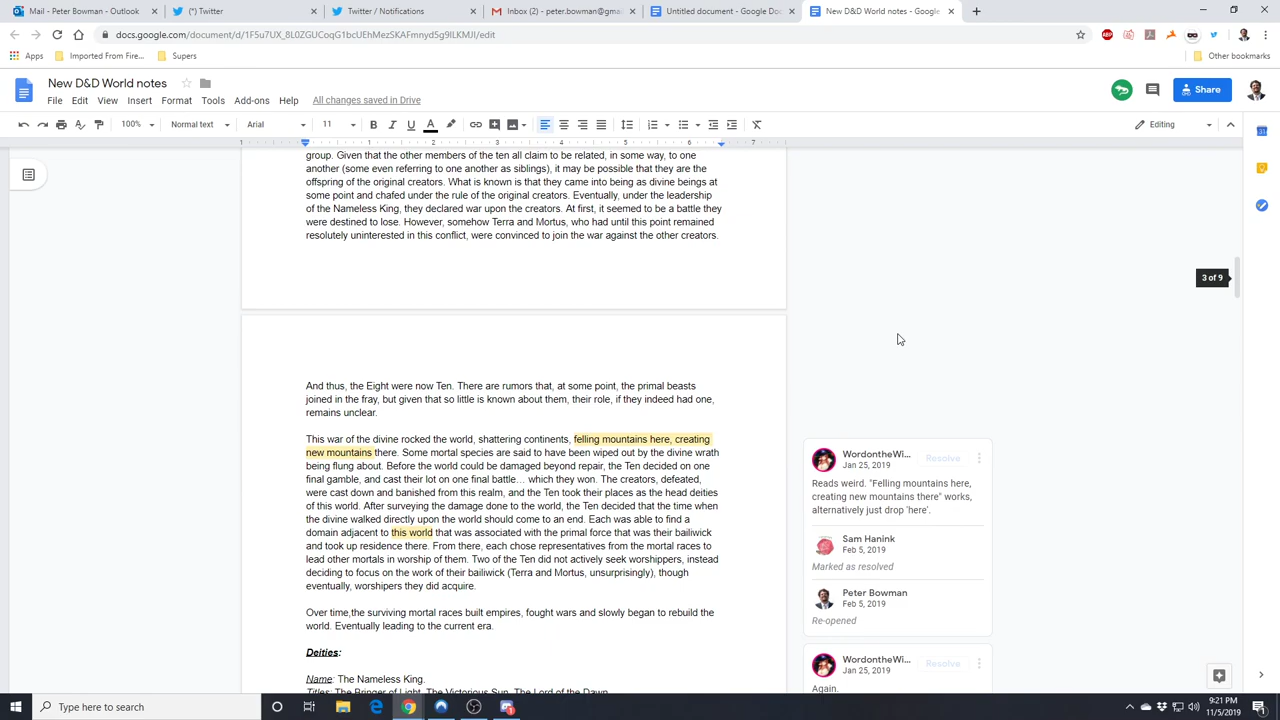 Mail - Peter Bowman - Outlook
(*) Twitter
Twitter / Notifications
Inbox (2) - peter.bowman@gma
Untitled document - Google Doc
New D&D World notes - Google
docs.google.com/document/d/
/edit
Apps
Imported From Fire...
Supers
Other bookmarks
New D&D World notes
File Edit View Insert Format Tools Add-ons Help All changes saved in Drive
Share
100% Normal text Arial 11 B I U A Editing
1 1 2 3 4 5 6 7
group. Given that the other members of the ten all claim to be related, in some way, to one
another (some even referring to one another as siblings), it may be possible that they are the
offspring of the original creators. What is known is that they came into being as divine beings at
some point and chafed under the rule of the original creators. Eventually, under the leadership
of the Nameless King, they declared war upon the creators. At first, it seemed to be a battle they
were destined to lose. However, somehow Terra and Mortus, who had until this point remained
resolutely uninterested in this conflict, were convinced to join the war against the other creators.
3 of 9
And thus, the Eight were now Ten. There are rumors that, at some point, the primal beasts
joined in the fray, but given that so little is known about them, their role, if they indeed had one,
remains unclear.
This war of the divine rocked the world, shattering continents, felling mountains here, creating
new mountains there. Some mortal species are said to have been wiped out by the divine wrath
being flung about. Before the world could be damaged beyond repair, the Ten decided on one
final gamble, and cast their lot on one final battle... which they won. The creators, defeated,
were cast down and banished from this realm, and the Ten took their places as the head deities
of this world. After surveying the damage done to the world, the Ten decided that the time when
the divine walked directly upon the world should come to an end. Each was able to find a
domain adjacent to this world that was associated with the primal force that was their bailiwick
and took up residence there. From there, each chose representatives from the mortal races to
lead other mortals in worship of them. Two of the Ten did not actively seek worshippers, instead
deciding to focus on the work of their bailiwick (Terra and Mortus, unsurprisingly), though
eventually, worshipers they did acquire.
Over time,the surviving mortal races built empires, fought wars and slowly began to rebuild the
world. Eventually leading to the current era.
Deities:
Name: The Nameless King.
Titles: The Bringer of Light, The Victorious Sun, The Lord of the Dawn
WordontheWi... Resolve
Jan 25, 2019
Reads weird. "Felling mountains here,
creating new mountains there" works,
alternatively just drop 'here'.
Sam Hanink
Feb 5, 2019
Marked as resolved
Peter Bowman
Feb 5, 2019
Re-opened
WordontheWi... Resolve
Jan 25, 2019
Again.
Type here to search
9:21 PM
11/5/2019